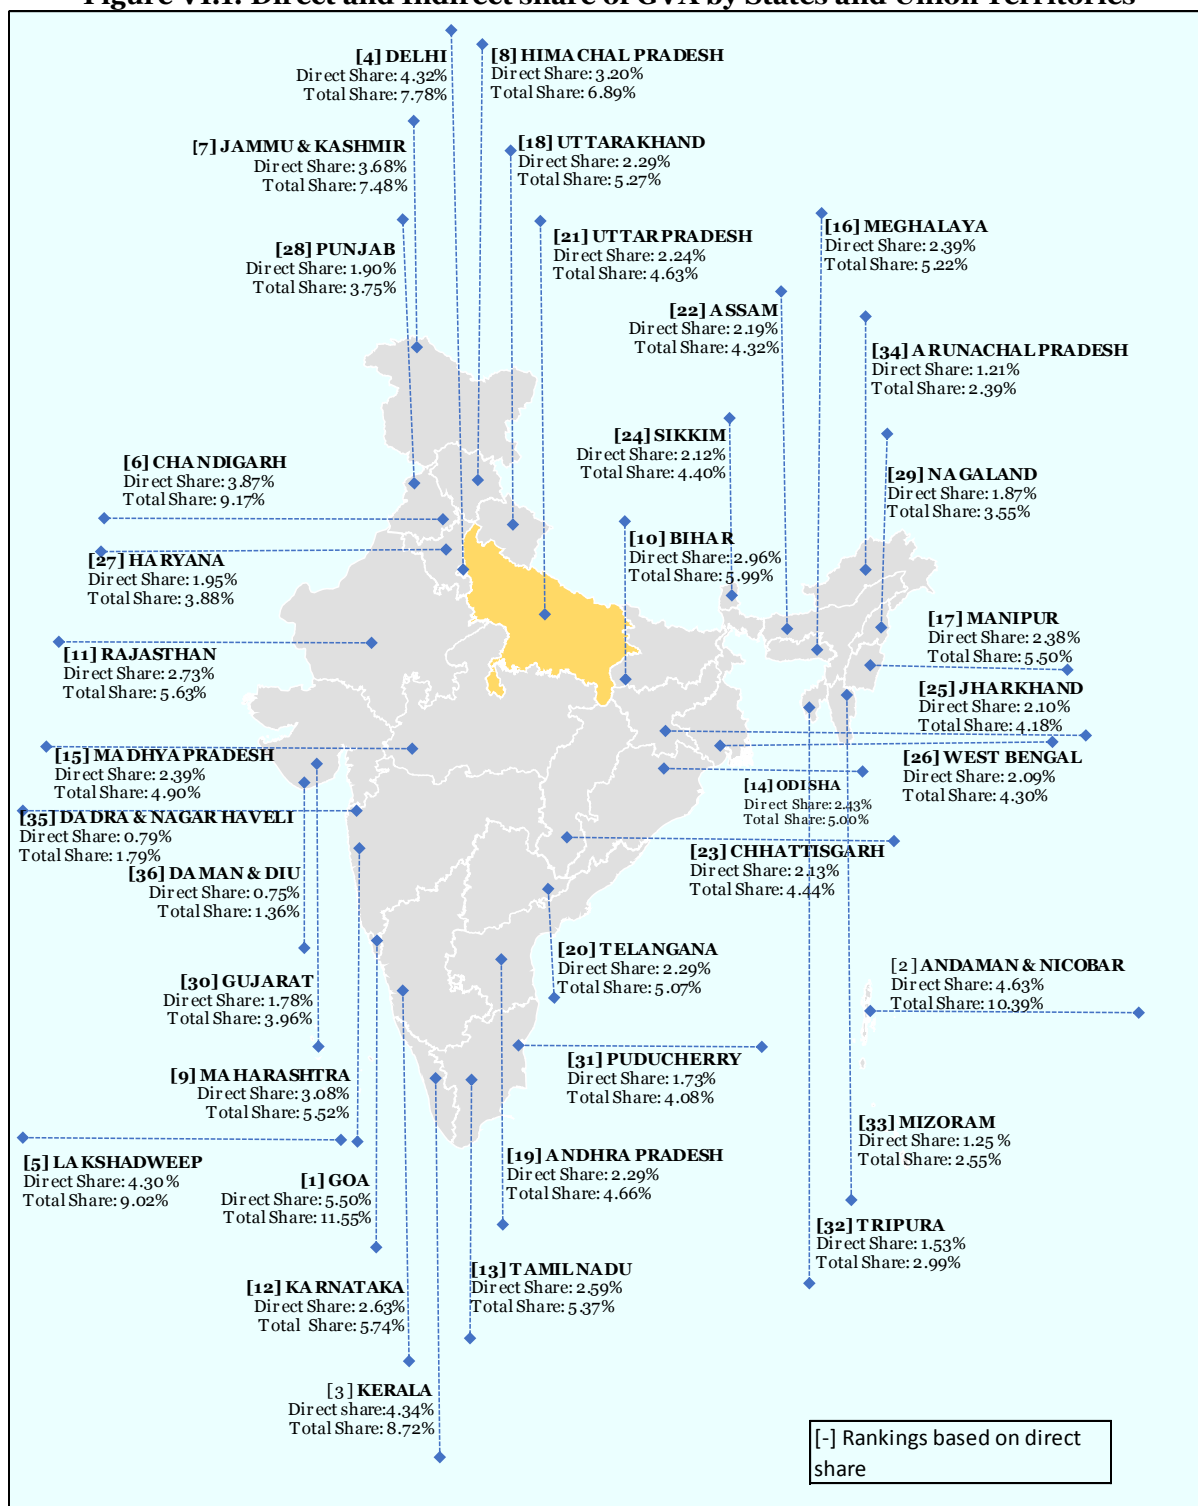 Figure VI.1: Direct and Indirect share of GVA by States and Union Territories
[4] DELHI
Direct Share: 4.32%
Total Share: 7.78%
[8] HIMACHAL PRADESH
Direct Share: 3.20%
Total Share: 6.89%
[7] JAMMU & KASHMIR
Direct Share: 3.68%
Total Share: 7.48%
[18] UTTARAKHAND
Direct Share: 2.29%
Total Share: 5.27%
[28] PUNJAB
Direct Share: 1.90%
Total Share: 3.75%
[21] UTTAR PRADESH
Direct Share: 2.24%
Total Share: 4.63%
[16] MEGHALAYA
Direct Share: 2.39%
Total Share: 5.22%
[22] ASSAM
Direct Share: 2.19%
Total Share: 4.32%
[34] ARUNACHAL PRADESH
Direct Share: 1.21%
Total Share: 2.39%
[24] SIKKIM
Direct Share: 2.12%
Total Share: 4.40%
[6] CHANDIGARH
Direct Share: 3.87%
Total Share: 9.17%
[29] NAGALAND
Direct Share: 1.87%
Total Share: 3.55%
[10] BIHAR
Direct Share: 2.96%
Total Share: 5.99%
[27] HARYANA
Direct Share: 1.95%
Total Share: 3.88%
[17] MANIPUR
Direct Share: 2.38%
Total Share: 5.50%
[11] RAJASTHAN
Direct Share: 2.73%
Total Share: 5.63%
[25] JHARKHAND
Direct Share: 2.10%
Total Share: 4.18%
[15] MADHYA PRADESH
Direct Share: 2.39%
Total Share: 4.90%
[26] WEST BENGAL
Direct Share: 2.09%
Total Share: 4.30%
[14] ODISHA
Direct Share: 2.43%
Total Share: 5.00%
[35] DADRA & NAGAR HAVELI
Direct Share: 0.79%
Total Share: 1.79%
[23] CHHATTISGARH
Direct Share: 2.13%
Total Share: 4.44%
[36] DAMAN & DIU
Direct Share: 0.75%
Total Share: 1.36%
[20] TELANGANA
Direct Share: 2.29%
Total Share: 5.07%
[2] ANDAMAN & NICOBAR
Direct Share: 4.63%
Total Share: 10.39%
[30] GUJARAT
Direct Share: 1.78%
Total Share: 3.96%
[31] PUDUCHERRY
Direct Share: 1.73%
Total Share: 4.08%
[9] MAHARASHTRA
Direct Share: 3.08%
Total Share: 5.52%
[33] MIZORAM
Direct Share: 1.25 %
Total Share: 2.55%
[5] LAKSHADWEEP
Direct Share: 4.30%
Total Share: 9.02%
[19] ANDHRA PRADESH
Direct Share: 2.29%
Total Share: 4.66%
[1] GOA
Direct Share: 5.50%
Total Share: 11.55%
[32] TRIPURA
Direct Share: 1.53%
Total Share: 2.99%
[13] TAMIL NADU
Direct Share: 2.59%
Total Share: 5.37%
[12] KARNATAKA
Direct Share: 2.63%
Total Share: 5.74%
[3] KERALA
Direct share:4.34%
Total Share: 8.72%
[-] Rankings based on direct
share